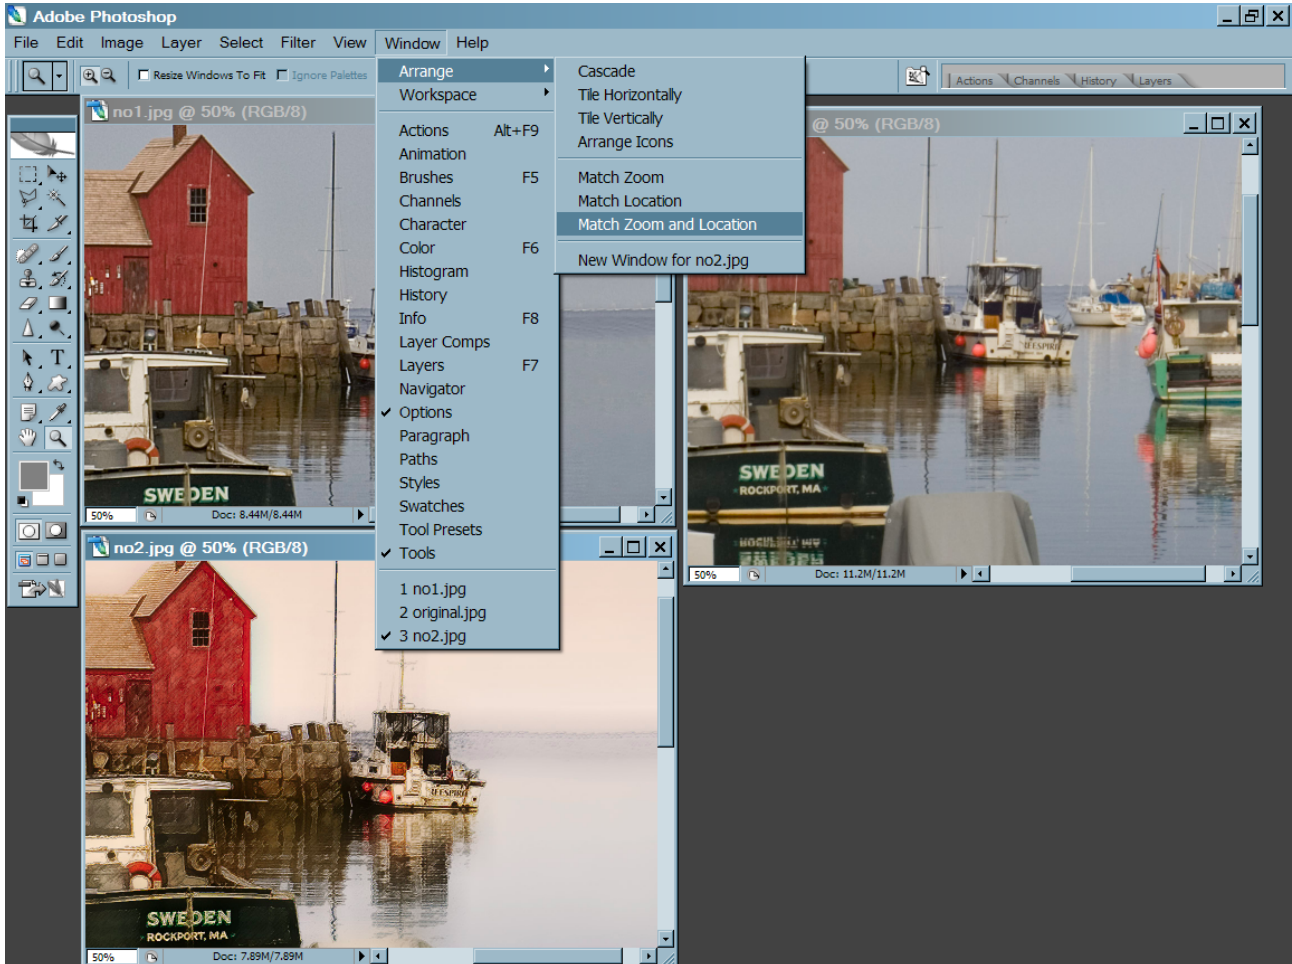 Adobe Photoshop
File Edit Image Layer Select Filter View Window Help
Resize Windows To Fit Ignore Palettes
Actions Channels History Layers
Arrange
Workspace
Actions Alt+F9
Animation
Brushes F5
Channels
Character
Color F6
Histogram
History
Info F8
Layer Comps
Layers F7
Navigator
Options
Paragraph
Paths
Styles
Swatches
Tool Presets
Tools
1 no1.jpg
2 original.jpg
3 no2.jpg
Cascade
Tile Horizontally
Tile Vertically
Arrange Icons
Match Zoom
Match Location
Match Zoom and Location
New Window for no2.jpg
no1.jpg @ 50% (RGB/8)
SWEDEN
50% Doc: 8.44M/8.44M
@ 50% (RGB/8)
SWEDEN
ROCKPORT, MA
50% Doc: 11.2M/11.2M
no2.jpg @ 50% (RGB/8)
SWEDEN
ROCKPORT, MA
50% Doc: 7.89M/7.89M